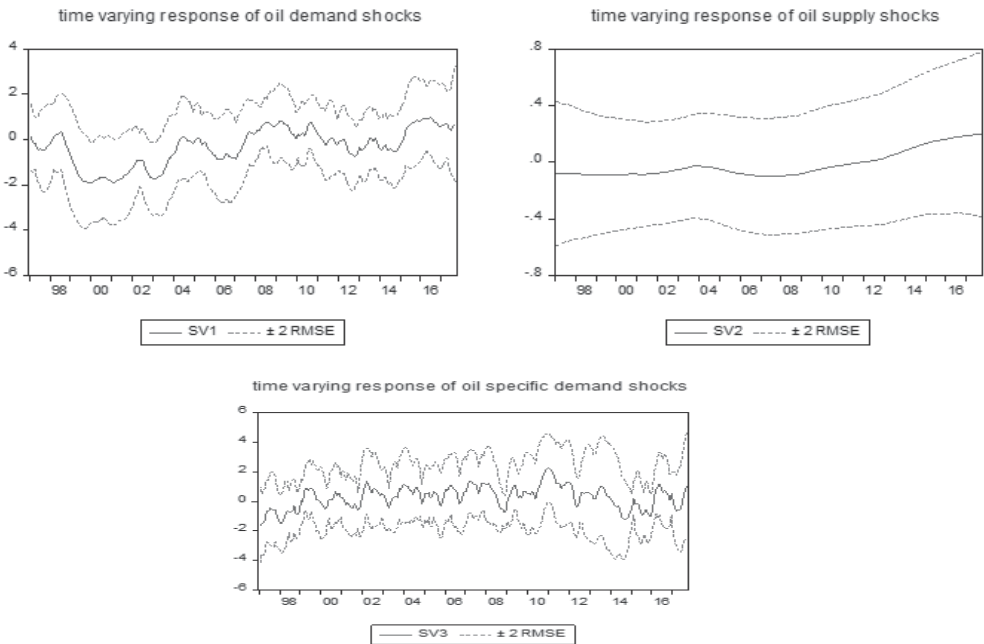 time varying response of oil demand shocks
4
2
0
-2
-4
-6
98 00 02 04 06 08 10 12 14 16
SV1 ± 2 RMSE
time varying response of oil supply shocks
.8
.4
.0
-.4
-.8
98 00 02 04 06 08 10 12 14 16
SV2 ± 2 RMSE
time varying response of oil specific demand shocks
6
4
2
0
-2
-4
-6
98 00 02 04 06 08 10 12 14 16
SV3 ± 2 RMSE